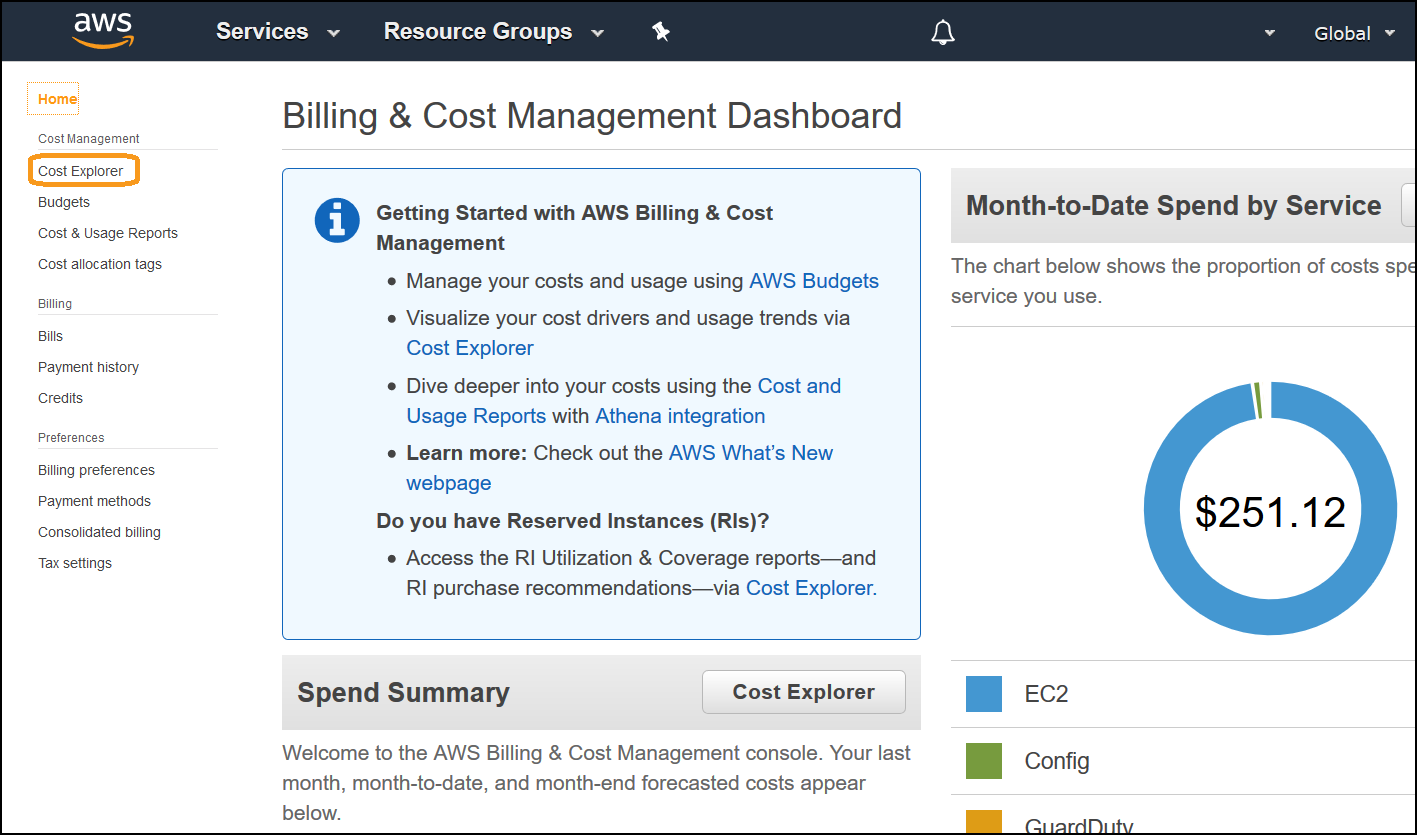 aws Services Resource Groups Global
Home
Cost Management
Cost Explorer
Budgets
Cost & Usage Reports
Cost allocation tags
Billing
Bills
Payment history
Credits
Preferences
Billing preferences
Payment methods
Consolidated billing
Tax settings
Billing & Cost Management Dashboard
Getting Started with AWS Billing & Cost
Management
• Manage your costs and usage using AWS Budgets
• Visualize your cost drivers and usage trends via
Cost Explorer
• Dive deeper into your costs using the Cost and
Usage Reports with Athena integration
• Learn more: Check out the AWS What’s New
webpage
Do you have Reserved Instances (RIs)?
• Access the RI Utilization & Coverage reports—and
RI purchase recommendations—via Cost Explorer.
Spend Summary
Cost Explorer
Welcome to the AWS Billing & Cost Management console. Your last
month, month-to-date, and month-end forecasted costs appear
below.
Month-to-Date Spend by Service
The chart below shows the proportion of costs spe
service you use.
$251.12
EC2
Config
GuardDuty